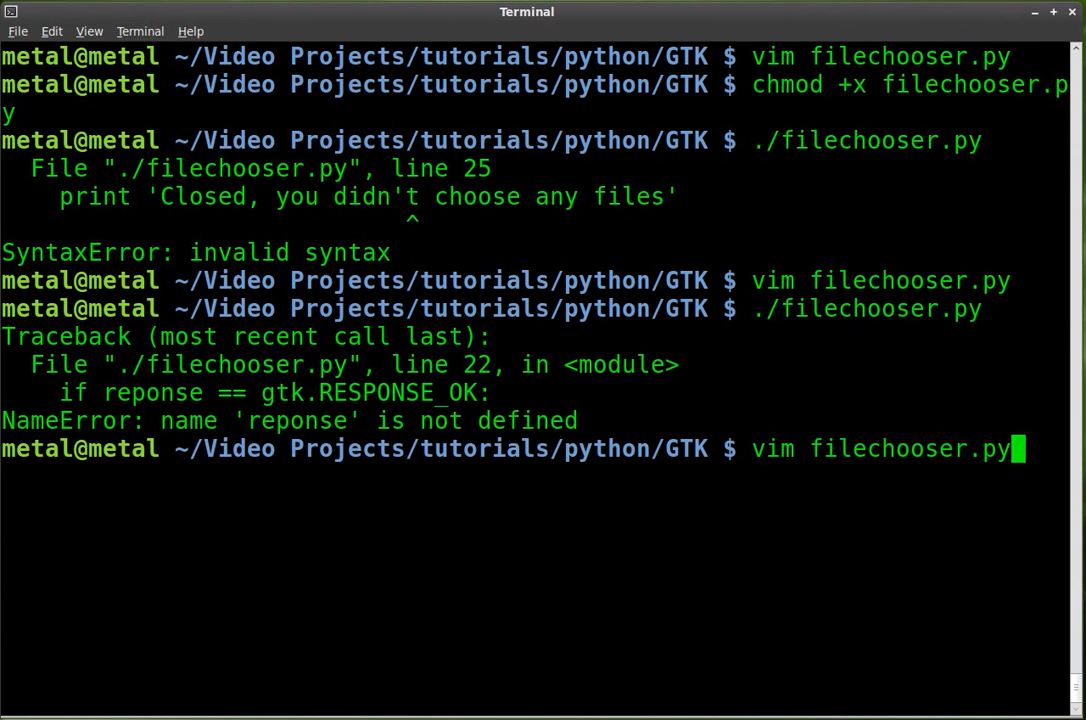 Terminal
File Edit View Terminal Help
metal@metal ~/Video Projects/tutorials/python/GTK $ vim filechooser.py
metal@metal ~/Video Projects/tutorials/python/GTK $ chmod +x filechooser.p
y
metal@metal ~/Video Projects/tutorials/python/GTK $ ./filechooser.py
  File "./filechooser.py", line 25
    print 'Closed, you didn't choose any files'
                            ^
SyntaxError: invalid syntax
metal@metal ~/Video Projects/tutorials/python/GTK $ vim filechooser.py
metal@metal ~/Video Projects/tutorials/python/GTK $ ./filechooser.py
Traceback (most recent call last):
  File "./filechooser.py", line 22, in <module>
    if reponse == gtk.RESPONSE_OK:
NameError: name 'reponse' is not defined
metal@metal ~/Video Projects/tutorials/python/GTK $ vim filechooser.py